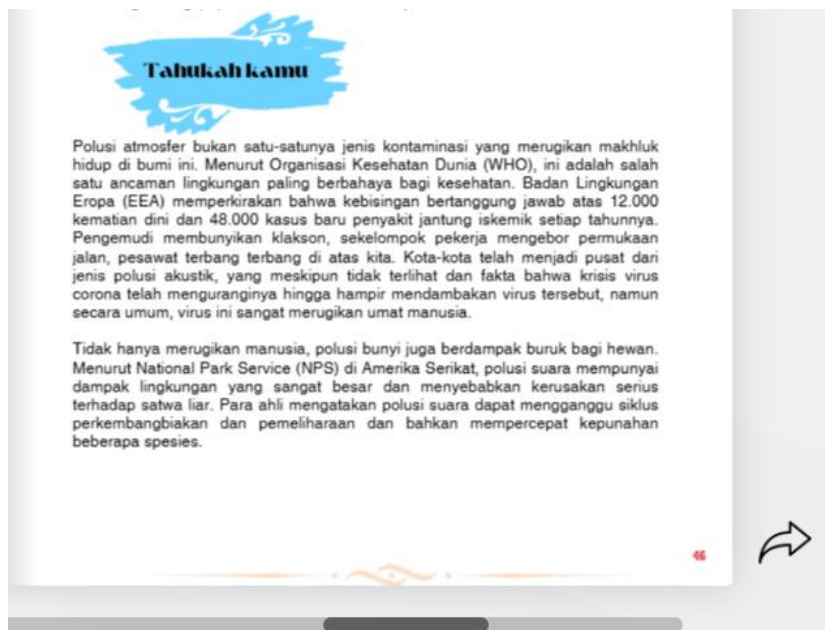 Tahukah kamu
Polusi atmosfer bukan satu-satunya jenis kontaminasi yang merugikan makhluk
hidup di bumi ini. Menurut Organisasi Kesehatan Dunia (WHO), ini adalah salah
satu ancaman lingkungan paling berbahaya bagi kesehatan. Badan Lingkungan
Eropa (EEA) memperkirakan bahwa kebisingan bertanggung jawab atas 12.000
kematian dini dan 48.000 kasus baru penyakit jantung iskemik setiap tahunnya.
Pengemudi membunyikan klakson, sekelompok pekerja mengebor permukaan
jalan, pesawat terbang terbang di atas kita. Kota-kota telah menjadi pusat dari
jenis polusi akustik, yang meskipun tidak terlihat dan fakta bahwa krisis virus
corona telah menguranginya hingga hampir mendambakan virus tersebut, namun
secara umum, virus ini sangat merugikan umat manusia.
Tidak hanya merugikan manusia, polusi bunyi juga berdampak buruk bagi hewan.
Menurut National Park Service (NPS) di Amerika Serikat, polusi suara mempunyai
dampak lingkungan yang sangat besar dan menyebabkan kerusakan serius
terhadap satwa liar. Para ahli mengatakan polusi suara dapat mengganggu siklus
perkembangbiakan dan pemeliharaan dan bahkan mempercepat kepunahan
beberapa spesies.
46